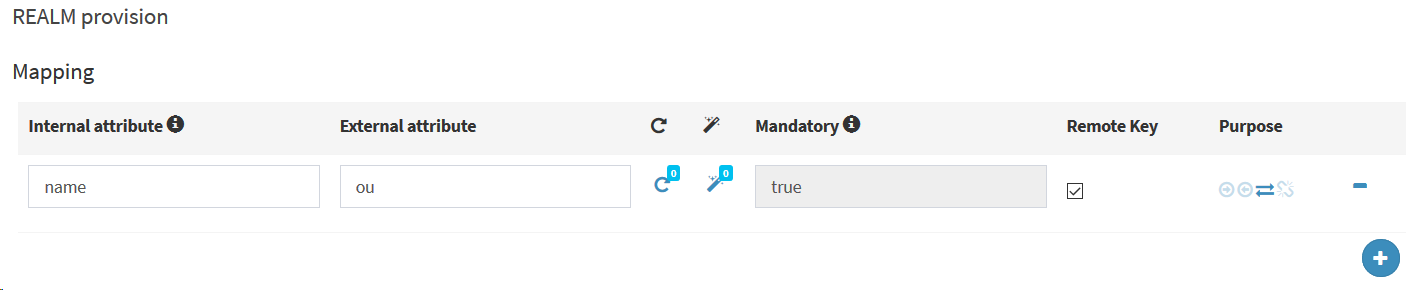 REALM provision
Mapping
Internal attribute External attribute Mandatory Remote Key Purpose
name ou 0 0 true